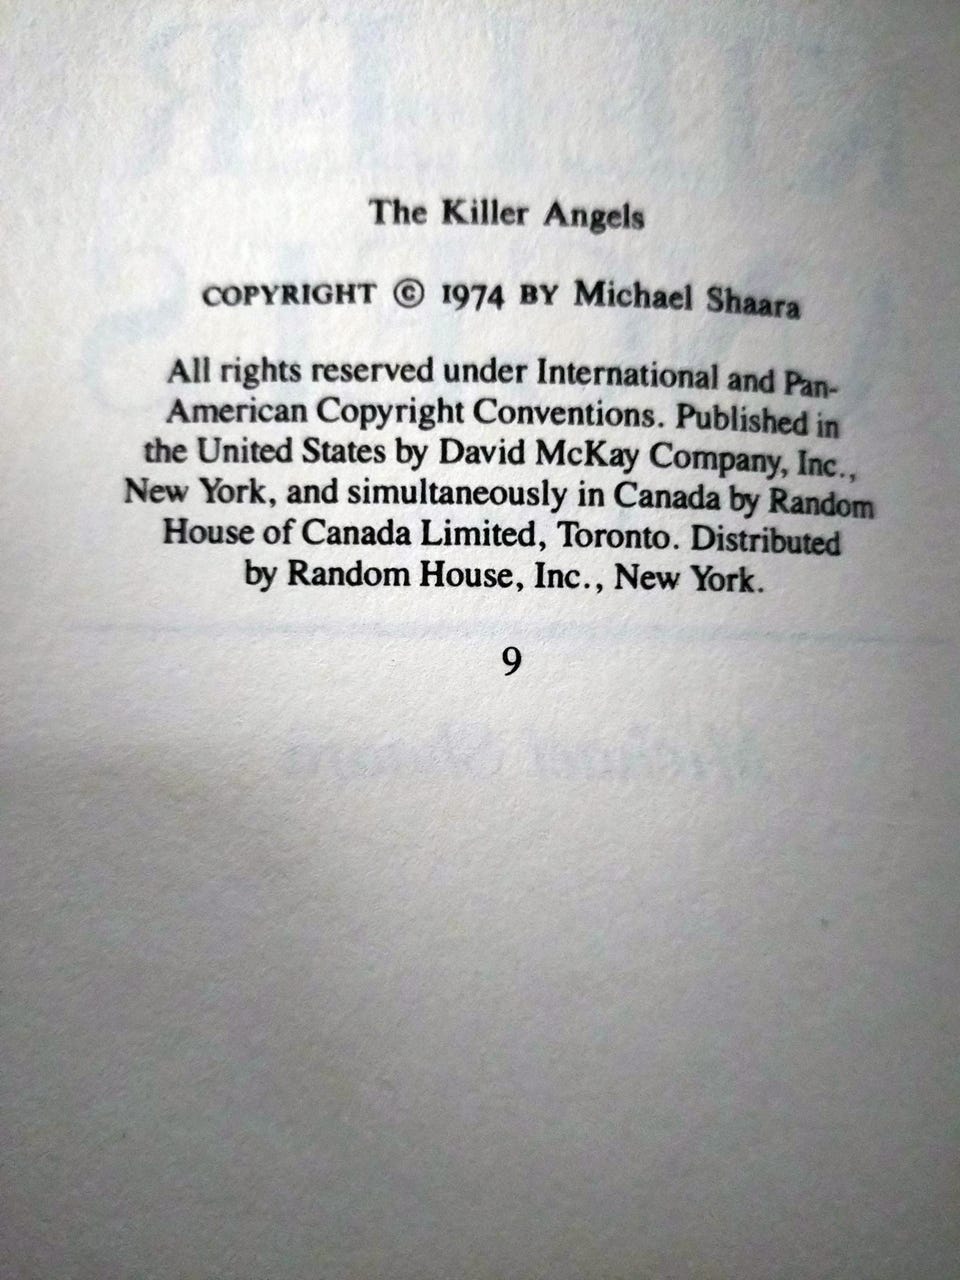 The Killer Angels
COPYRIGHT © 1974 BY Michael Shaara
All rights reserved under International and Pan-
American Copyright Conventions. Published in
the United States by David McKay Company, Inc.,
New York, and simultaneously in Canada by Random
House of Canada Limited, Toronto. Distributed
by Random House, Inc., New York.
9